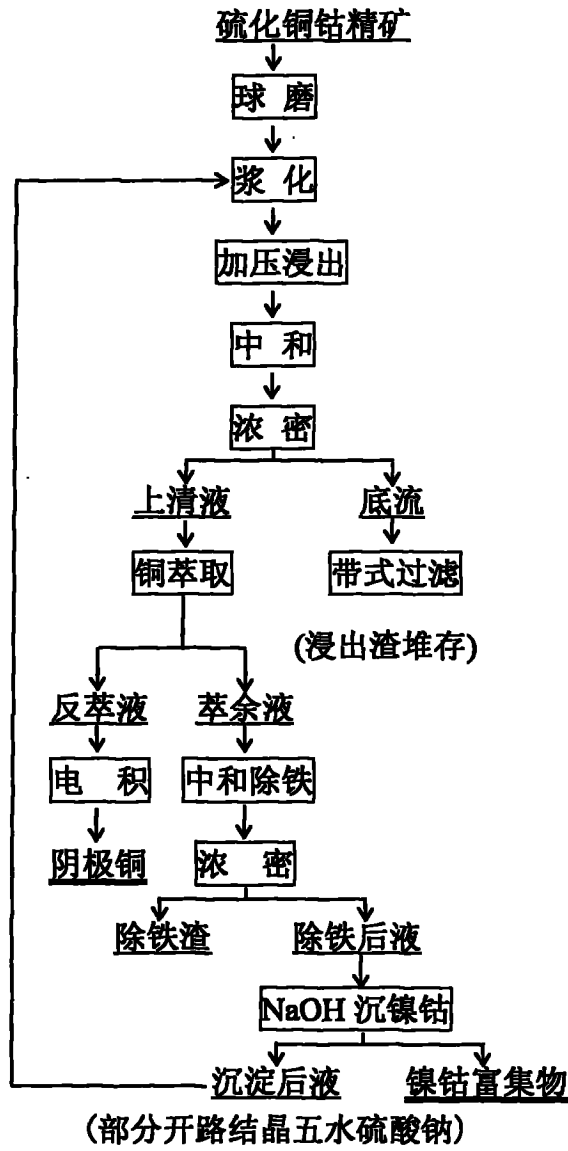 硫化铜钴精矿
球磨
浆化
加压浸出
中和
浓密
上清液 底流
铜萃取 带式过滤
(浸出渣堆存)
反萃液 萃余液
电积 中和除铁
阴极铜 浓密
除铁渣 除铁后液
NaOH 沉镍钴
沉淀后液 镍钴富集物
(部分开路结晶五水硫酸钠)